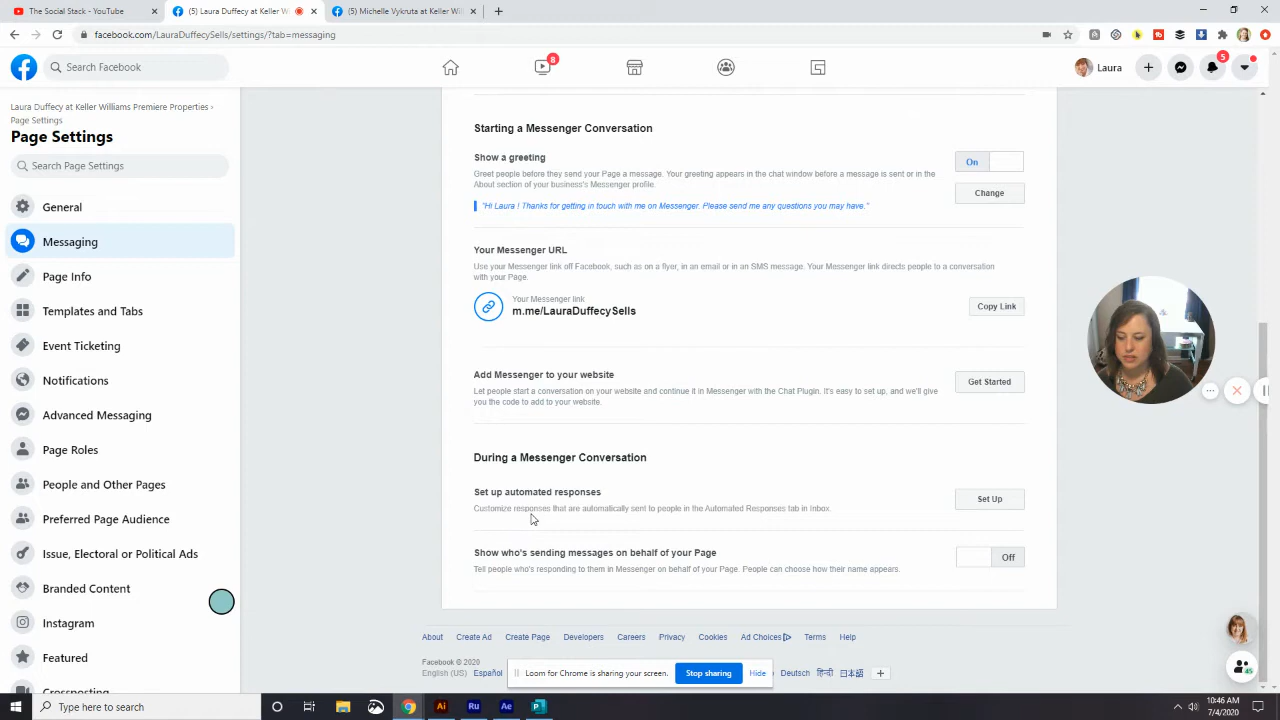 The Social Stack - YouTube
(5) Laura Duffecy at Keller Wi
(5) Michelle Vykruta at Keller Wil
facebook.com/LauraDuffecySells/settings/?tab=messaging
Search Facebook
8
Laura
5
Laura Duffecy at Keller Williams Premiere Properties ›
Page Settings
Page Settings
Search Page Settings
General
Messaging
Page Info
Templates and Tabs
Event Ticketing
Notifications
Advanced Messaging
Page Roles
People and Other Pages
Preferred Page Audience
Issue, Electoral or Political Ads
Branded Content
Instagram
Featured
Crossposting
Starting a Messenger Conversation
Show a greeting
Greet people before they send your Page a message. Your greeting appears in the chat window before a message is sent or in the
About section of your business's Messenger profile.
"Hi Laura ! Thanks for getting in touch with me on Messenger. Please send me any questions you may have."
On
Change
Your Messenger URL
Use your Messenger link off Facebook, such as on a flyer, in an email or in an SMS message. Your Messenger link directs people to a conversation
with your Page.
Your Messenger link
m.me/LauraDuffecySells
Copy Link
Add Messenger to your website
Let people start a conversation on your website and continue it in Messenger with the Chat Plugin. It's easy to set up, and we'll give
you the code to add to your website.
Get Started
During a Messenger Conversation
Set up automated responses
Customize responses that are automatically sent to people in the Automated Responses tab in Inbox.
Set Up
Show who's sending messages on behalf of your Page
Tell people who's responding to them in Messenger on behalf of your Page. People can choose how their name appears.
Off
About Create Ad Create Page Developers Careers Privacy Cookies Ad Choices Terms Help
Facebook © 2020
English (US) Español Deutsch हिन्दी 日本語
Loom for Chrome is sharing your screen. Stop sharing Hide
45
Type here to search
Ai Ru Ae P
10:46 AM
7/4/2020